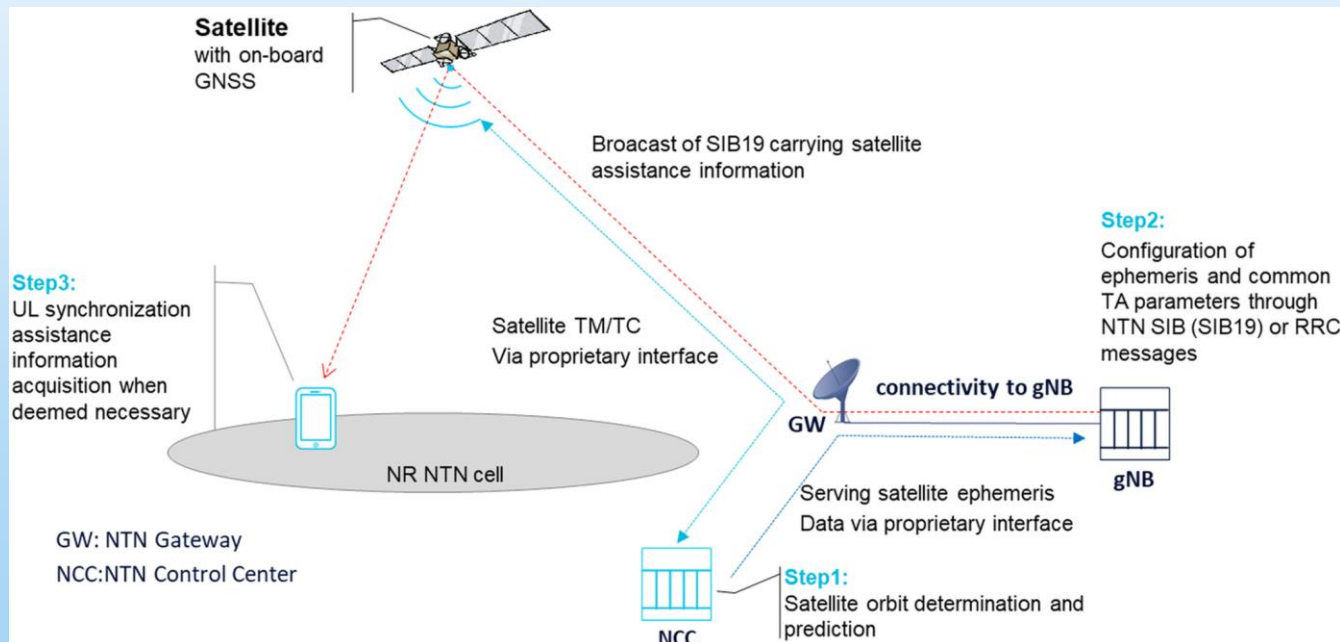 Satellite
with on-board
GNSS
Broacast of SIB19 carrying satellite
assistance information
Step2:
Configuration of
ephemeris and common
TA parameters through
NTN SIB (SIB19) or RRC
messages
Step3:
UL synchronization
assistance
information
acquisition when
deemed necessary
Satellite TM/TC
Via proprietary interface
connectivity to gNB
GW
gNB
NR NTN cell
Serving satellite ephemeris
Data via proprietary interface
GW: NTN Gateway
NCC:NTN Control Center
Step1:
Satellite orbit determination and
prediction
NCC